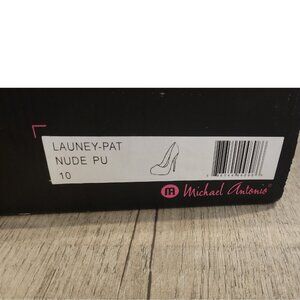 LAUNEY-PAT
NUDE PU
10
Michael Antonio®